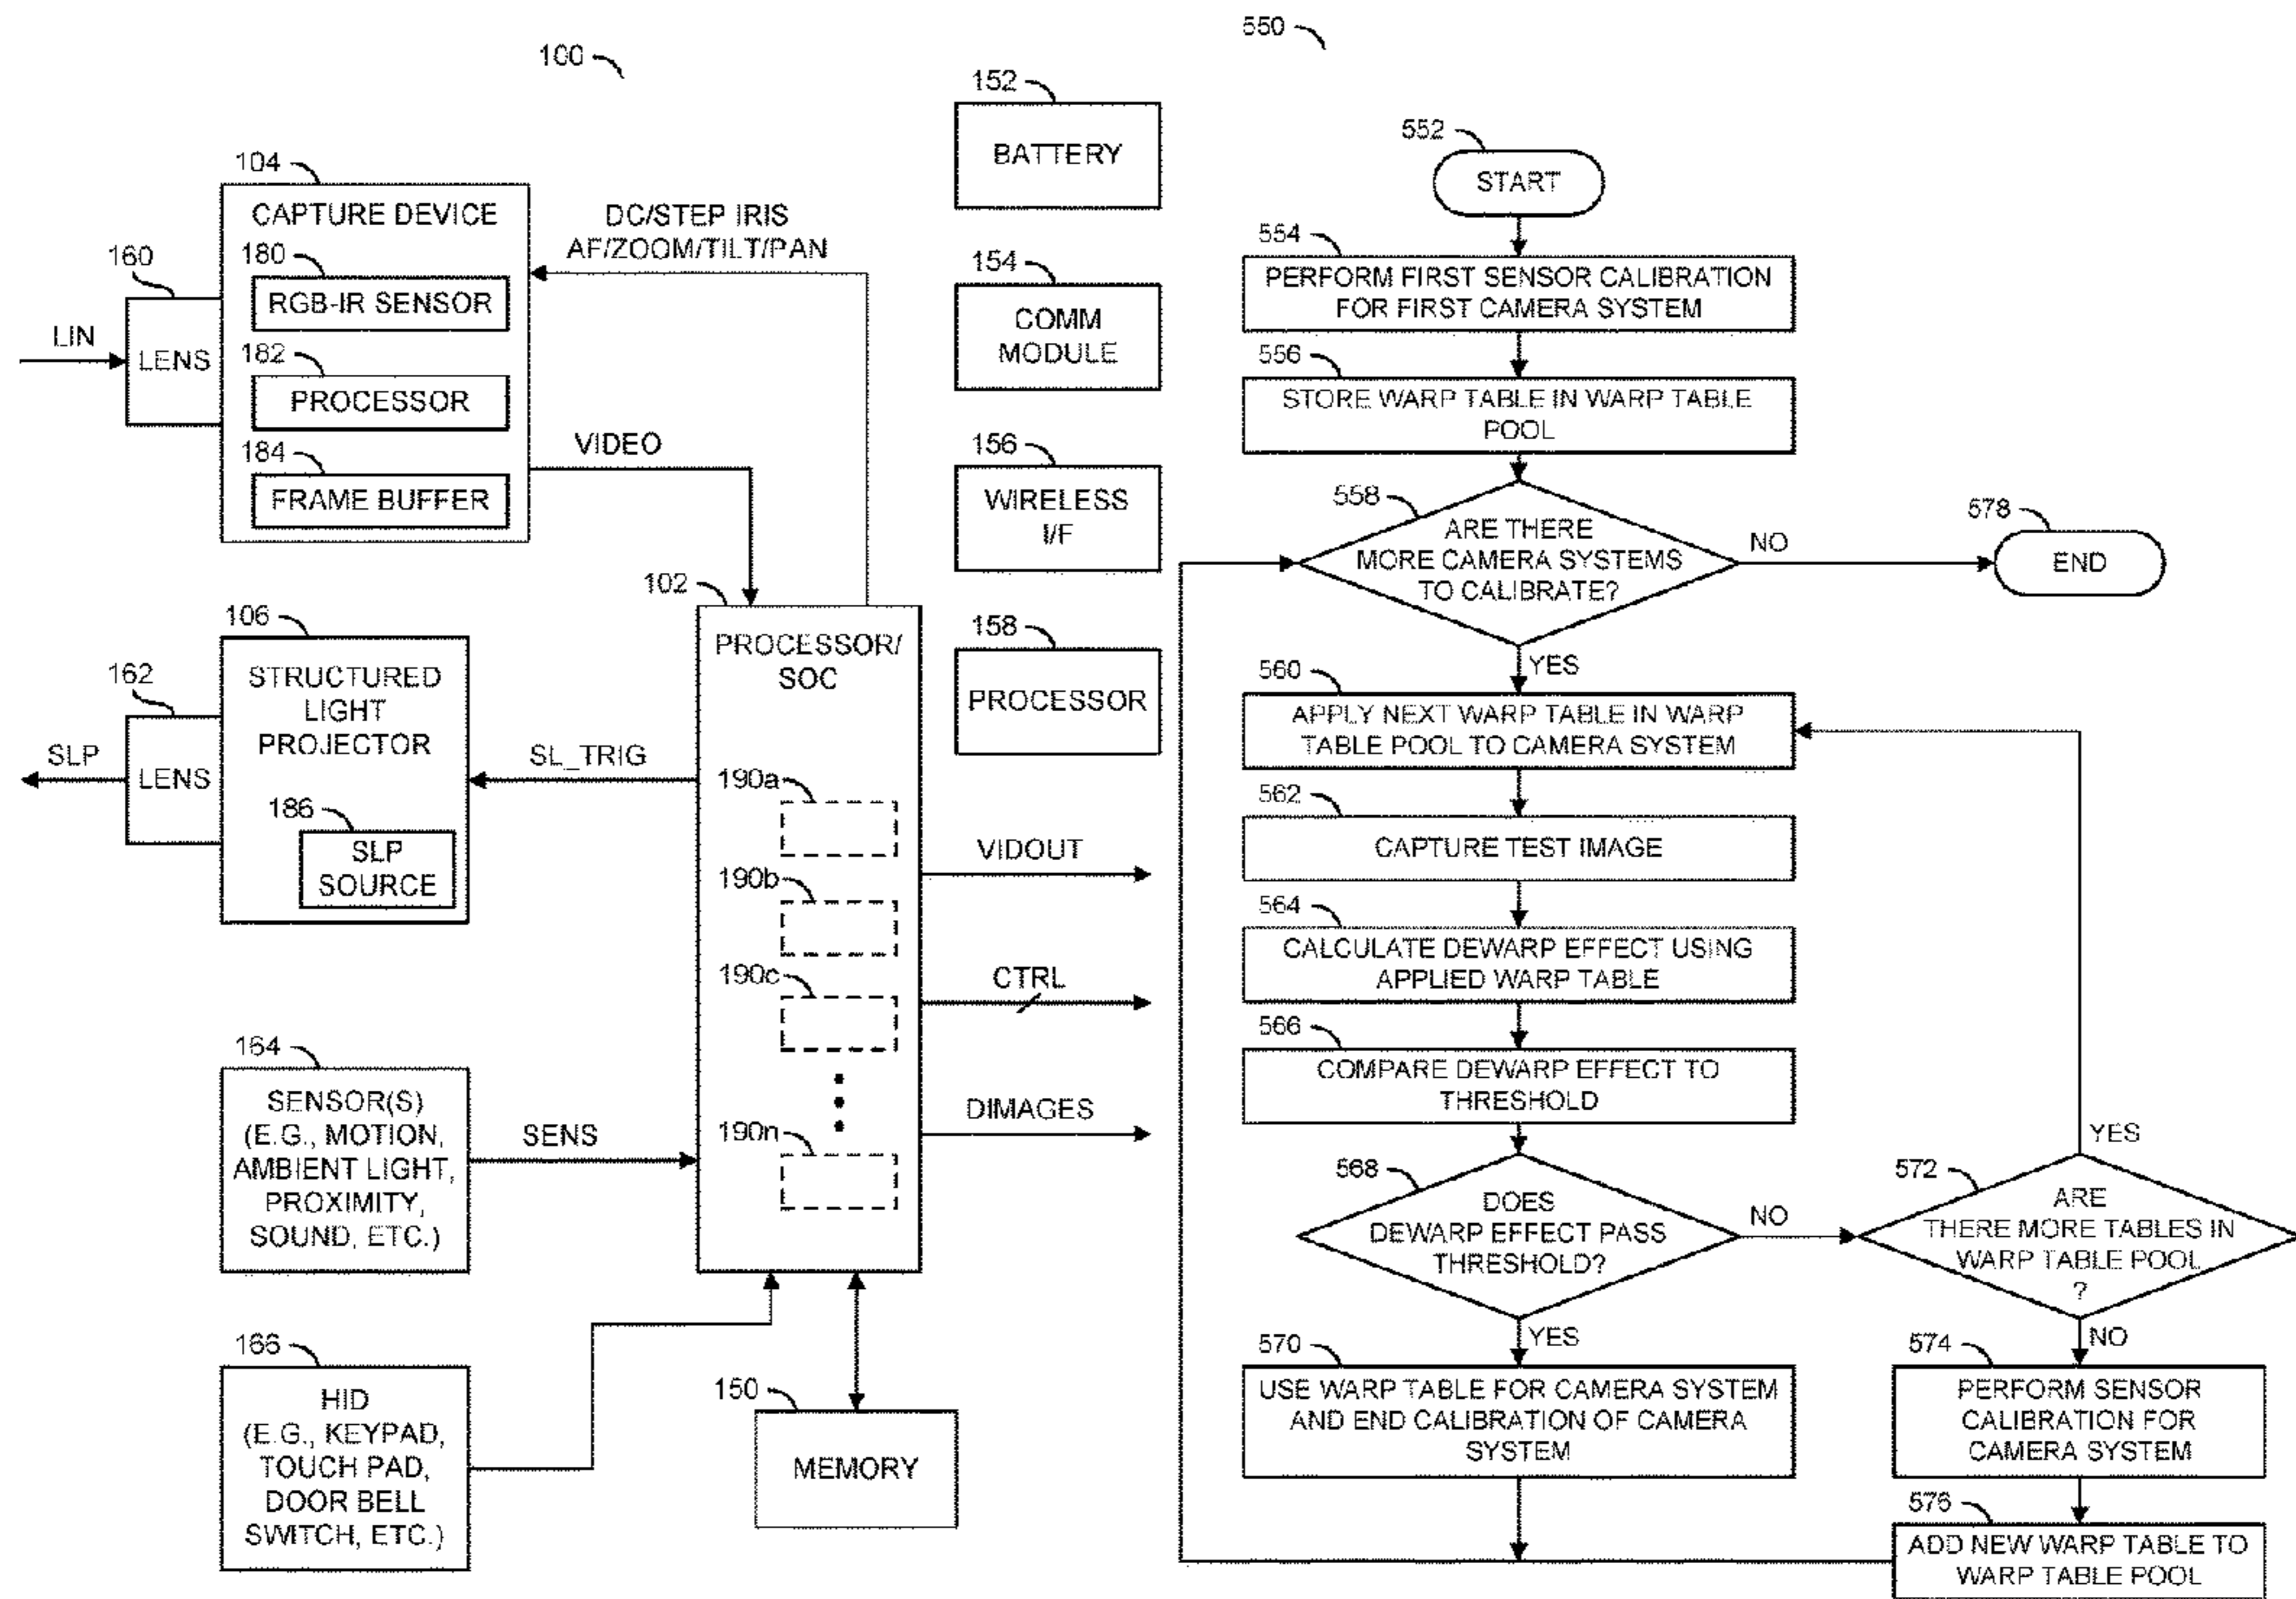 100
104
CAPTURE DEVICE
180
RGB-IR SENSOR
182
PROCESSOR
184
FRAME BUFFER
160
LENS
LIN
DC/STEP IRIS
AF/ZOOM/TILT/PAN
VIDEO
106
STRUCTURED
LIGHT
PROJECTOR
186
SLP
SOURCE
162
LENS
SLP
SL_TRIG
102
PROCESSOR/
SOC
190a
190b
190c
190n
VIDOUT
CTRL
DIMAGES
164
SENSOR(S)
(E.G., MOTION,
AMBIENT LIGHT,
PROXIMITY,
SOUND, ETC.)
SENS
166
HID
(E.G., KEYPAD,
TOUCH PAD,
DOOR BELL
SWITCH, ETC.)
150
MEMORY
152
BATTERY
154
COMM
MODULE
156
WIRELESS
I/F
158
PROCESSOR
550
552
START
554
PERFORM FIRST SENSOR CALIBRATION
FOR FIRST CAMERA SYSTEM
556
STORE WARP TABLE IN WARP TABLE
POOL
558
ARE THERE
MORE CAMERA SYSTEMS
TO CALIBRATE?
NO
578
END
YES
560
APPLY NEXT WARP TABLE IN WARP
TABLE POOL TO CAMERA SYSTEM
562
CAPTURE TEST IMAGE
564
CALCULATE DEWARP EFFECT USING
APPLIED WARP TABLE
566
COMPARE DEWARP EFFECT TO
THRESHOLD
568
DOES
DEWARP EFFECT PASS
THRESHOLD?
NO
YES
572
ARE
THERE MORE TABLES IN
WARP TABLE POOL
?
YES
NO
570
USE WARP TABLE FOR CAMERA SYSTEM
AND END CALIBRATION OF CAMERA
SYSTEM
574
PERFORM SENSOR
CALIBRATION FOR
CAMERA SYSTEM
576
ADD NEW WARP TABLE TO
WARP TABLE POOL